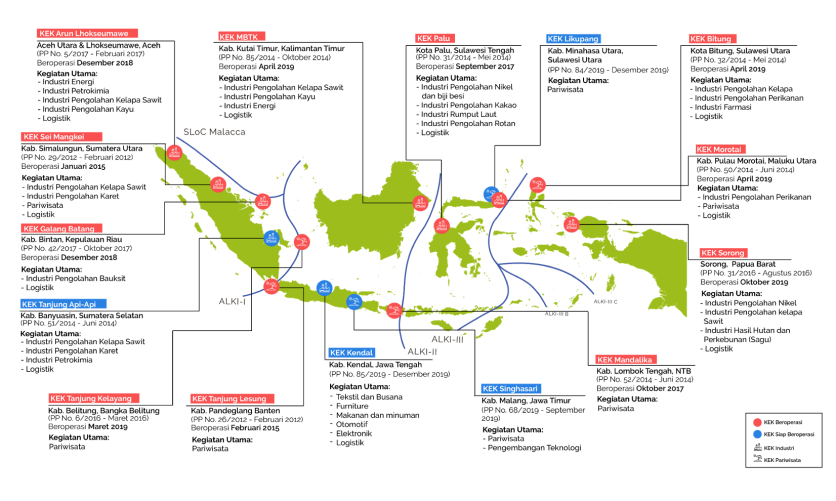 KEK Arun Lhokseumawe
Aceh Utara & Lhokseumawe, Aceh
(PP No. 5/2017 - Februari 2017)
Beroperasi Desember 2018
Kegiatan Utama:
- Industri Energi
- Industri Petrokimia
- Industri Pengolahan Kelapa Sawit
- Industri Pengolahan Kayu
- Logistik
KEK MBTK
Kab. Kutai Timur, Kalimantan Timur
(PP No. 85/2014 - Oktober 2014)
Beroperasi April 2019
Kegiatan Utama:
- Industri Pengolahan Kelapa Sawit
- Industri Pengolahan Kayu
- Industri Energi
- Logistik
KEK Palu
Kota Palu, Sulawesi Tengah
(PP No. 31/2014 - Mei 2014)
Beroperasi September 2017
Kegiatan Utama:
- Industri Pengolahan Nikel
dan biji besi
- Industri Pengolahan Kakao
- Industri Rumput Laut
- Industri Pengolahan Rotan
- Logistik
KEK Likupang
Kab. Minahasa Utara,
Sulawesi Utara
(PP No. 84/2019 - Desember 2019)
Kegiatan Utama:
Pariwisata
KEK Bitung
Kota Bitung, Sulawesi Utara
(PP No. 32/2014 - Mei 2014)
Beroperasi April 2019
Kegiatan Utama:
- Industri Pengolahan Kelapa
- Industri Pengolahan Perikanan
- Industri Farmasi
- Logistik
KEK Sei Mangkei
Kab. Simalungun, Sumatera Utara
(PP No. 29/2012 - Februari 2012)
Beroperasi Januari 2015
Kegiatan Utama:
- Industri Pengolahan Kelapa Sawit
- Industri Pengolahan Karet
- Pariwisata
- Logistik
SLoC Malacca
KEK Morotai
Kab. Pulau Morotai, Maluku Utara
(PP No. 50/2014 - Juni 2014)
Beroperasi April 2019
Kegiatan Utama:
- Industri Pengolahan Perikanan
- Pariwisata
- Logistik
KEK Galang Batang
Kab. Bintan, Kepulauan Riau
(PP No. 42/2017 - Oktober 2017)
Beroperasi Desember 2018
Kegiatan Utama:
- Industri Pengolahan Bauksit
- Logistik
KEK Sorong
Sorong, Papua Barat
(PP No. 31/2016 - Agustus 2016)
Beroperasi Oktober 2019
Kegiatan Utama:
- Industri Pengolahan Nikel
- Industri Pengolahan kelapa
Sawit
- Industri Hasil Hutan dan
Perkebunan (Sagu)
- Logistik
KEK Tanjung Api-Api
Kab. Banyuasin, Sumatera Selatan
(PP No. 51/2014 - Juni 2014)
Kegiatan Utama:
- Industri Pengolahan Kelapa Sawit
- Industri Pengolahan Karet
- Industri Petrokimia
- Logistik
ALKI-I
ALKI-II
ALKI-III
ALKI-III B
ALKI-III C
KEK Tanjung Kelayang
Kab. Belitung, Bangka Belitung
(PP No. 6/2016 - Maret 2016)
Beroperasi Maret 2019
Kegiatan Utama:
Pariwisata
KEK Tanjung Lesung
Kab. Pandeglang Banten
(PP No. 26/2012 - Februari 2012)
Beroperasi Februari 2015
Kegiatan Utama:
Pariwisata
KEK Kendal
Kab. Kendal, Jawa Tengah
(PP No. 85/2019 - Desember 2019)
Kegiatan Utama:
- Tekstil dan Busana
- Furniture
- Makanan dan minuman
- Otomotif
- Elektronik
- Logistik
KEK Singhasari
Kab. Malang, Jawa Timur
(PP No. 68/2019 - September
2019)
Kegiatan Utama:
- Pariwisata
- Pengembangan Teknologi
KEK Mandalika
Kab. Lombok Tengah, NTB
(PP No. 52/2014 - Juni 2014)
Beroperasi Oktober 2017
Kegiatan Utama:
Pariwisata
KEK Beroperasi
KEK Siap Beroperasi
KEK Industri
KEK Pariwisata